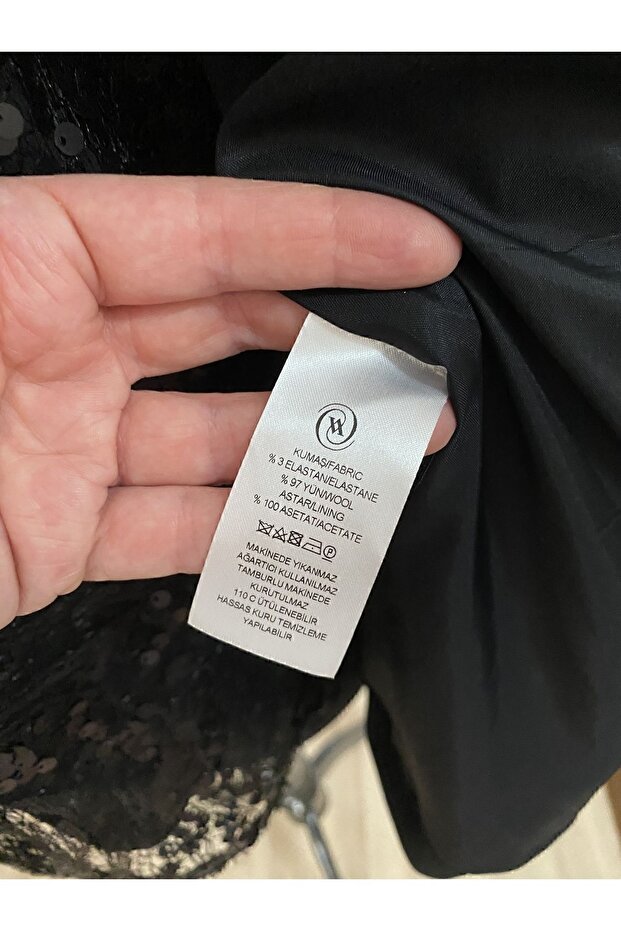 KUMAŞ/FABRIC
% 3 ELASTAN/ELASTANE
% 97 YÜN/WOOL
ASTAR/LINING
% 100 ASETAT/ACETATE
P
MAKİNEDE YIKANMAZ
AĞARTICI KULLANILMAZ
TAMBURLU MAKİNEDE
KURUTULMAZ
110 C ÜTÜLENEBİLİR
HASSAS KURU TEMİZLEME
YAPILABİLİR